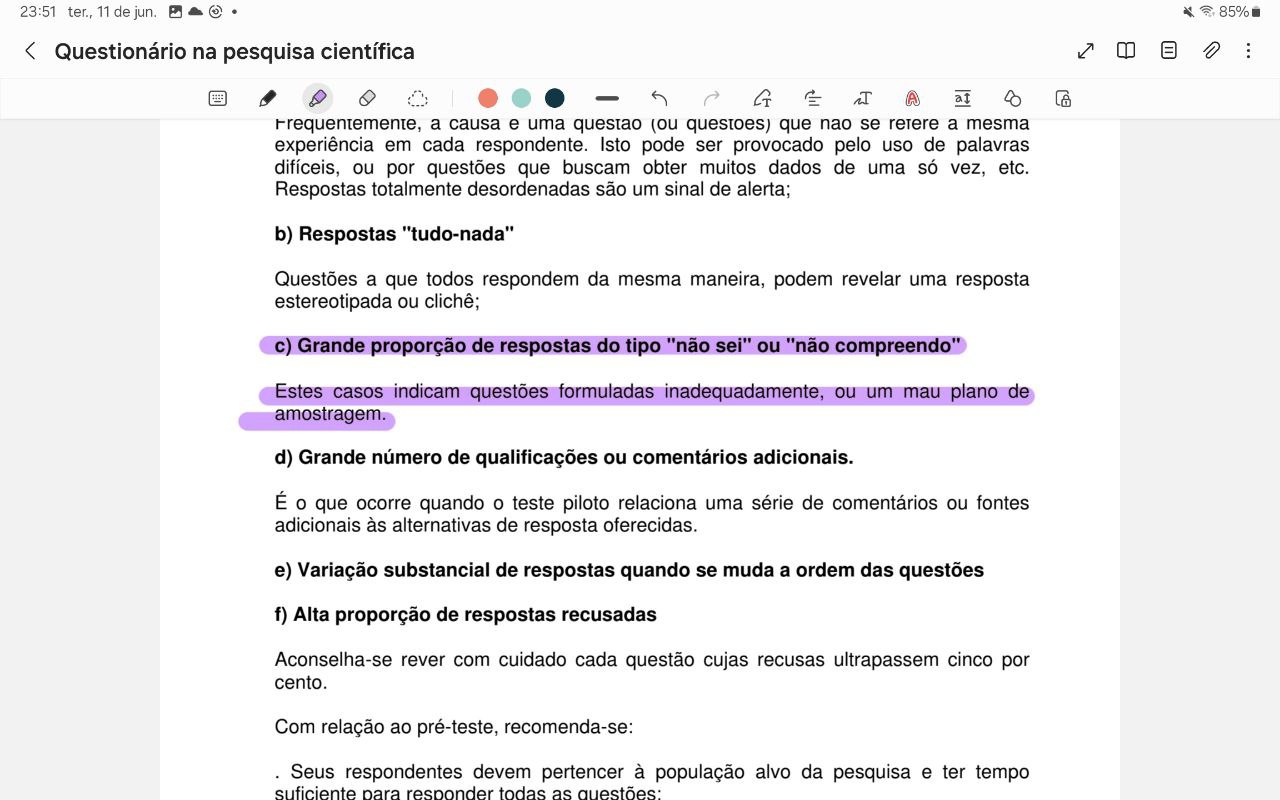 23:51 ter., 11 de jun.
85%
Questionário na pesquisa científica
Frequentemente, a causa é uma questão (ou questões) que não se refere à mesma
experiência em cada respondente. Isto pode ser provocado pelo uso de palavras
difíceis, ou por questões que buscam obter muitos dados de uma só vez, etc.
Respostas totalmente desordenadas são um sinal de alerta;
b) Respostas "tudo-nada"
Questões a que todos respondem da mesma maneira, podem revelar uma resposta
estereotipada ou clichê;
c) Grande proporção de respostas do tipo "não sei" ou "não compreendo"
Estes casos indicam questões formuladas inadequadamente, ou um mau plano de
amostragem.
d) Grande número de qualificações ou comentários adicionais.
É o que ocorre quando o teste piloto relaciona uma série de comentários ou fontes
adicionais às alternativas de resposta oferecidas.
e) Variação substancial de respostas quando se muda a ordem das questões
f) Alta proporção de respostas recusadas
Aconselha-se rever com cuidado cada questão cujas recusas ultrapassem cinco por
cento.
Com relação ao pré-teste, recomenda-se:
. Seus respondentes devem pertencer à população alvo da pesquisa e ter tempo
suficiente para responder todas as questões;